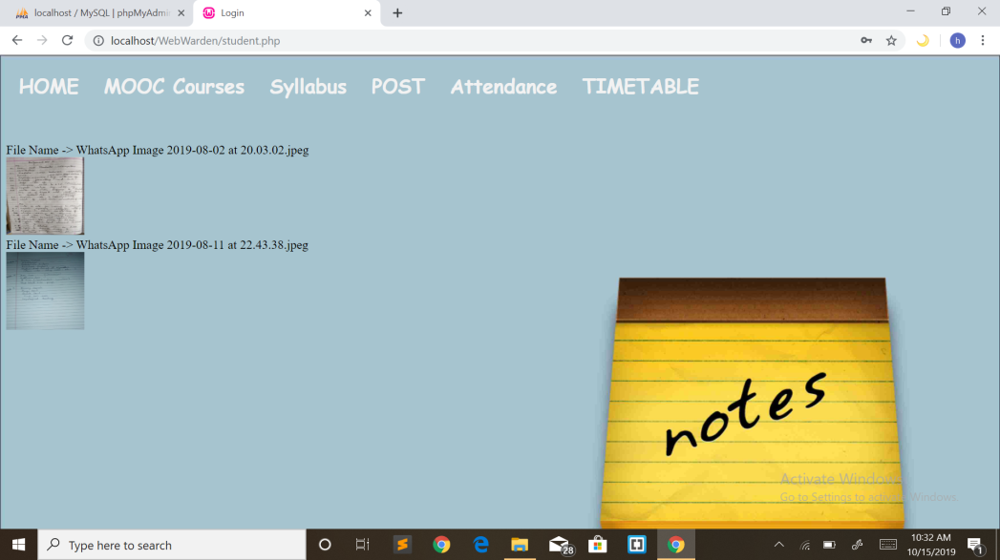 localhost / MySQL | phpMyAdmi
Login
localhost/WebWarden/student.php
h
HOME MOOC Courses Syllabus POST Attendance TIMETABLE
File Name -> WhatsApp Image 2019-08-02 at 20.03.02.jpeg
File Name -> WhatsApp Image 2019-08-11 at 22.43.38.jpeg
notes
Activate Windows
Go to Settings to activate Windows.
Type here to search
28
10:32 AM
10/15/2019
1